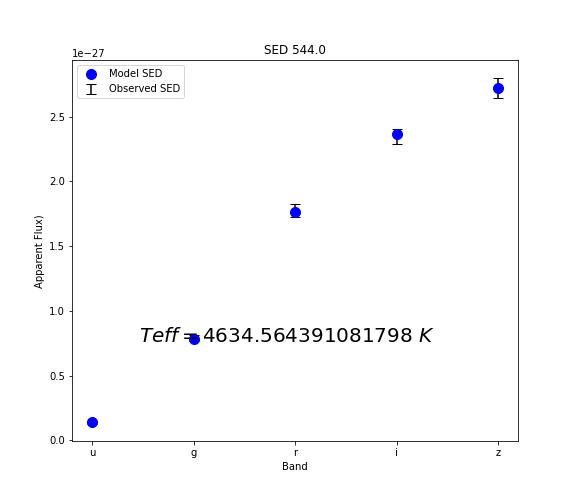 SED 544.0
1e−27
Model SED
Observed SED
2.5
2.0
1.5
1.0
0.5
0.0
Apparent Flux)
Teff = 4634.564391081798 K
u g r i z
Band